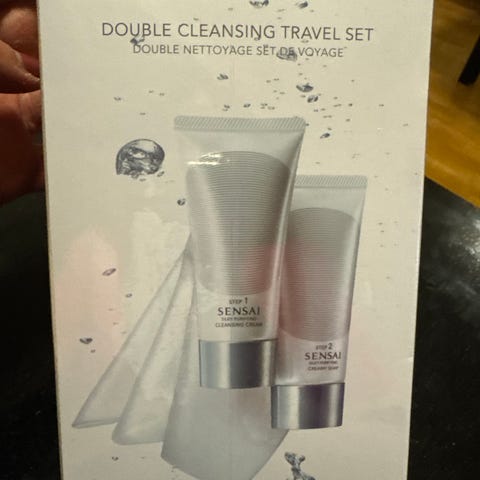 DOUBLE CLEANSING TRAVEL SET
DOUBLE NETTOYAGE SET DE VOYAGE
STEP 1
SENSAI
SILKY PURIFYING
CLEANSING CREAM
STEP 2
SENSAI
SILKY PURIFYING
CREAMY SOAP